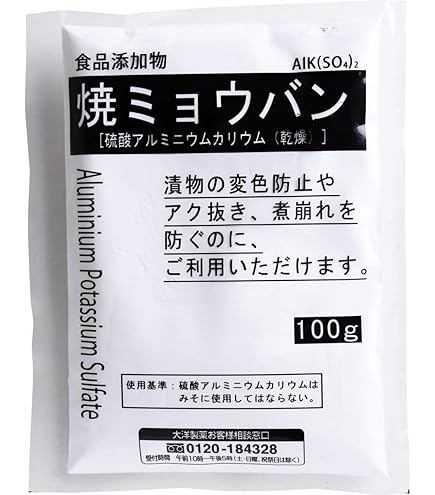 食品添加物
AlK(SO₄)₂
焼ミョウバン
[硫酸アルミニウムカリウム（乾燥）]
Aluminium Potassium Sulfate
漬物の変色防止や
アク抜き、煮崩れを
防ぐのに、
ご利用いただけます。
100g
使用基準：硫酸アルミニウムカリウムは
みそに使用してはならない。
大洋製薬お客様相談窓口
0120-184328
受付時間 午前10時〜午後5時(土・日曜、祝祭日は除く)